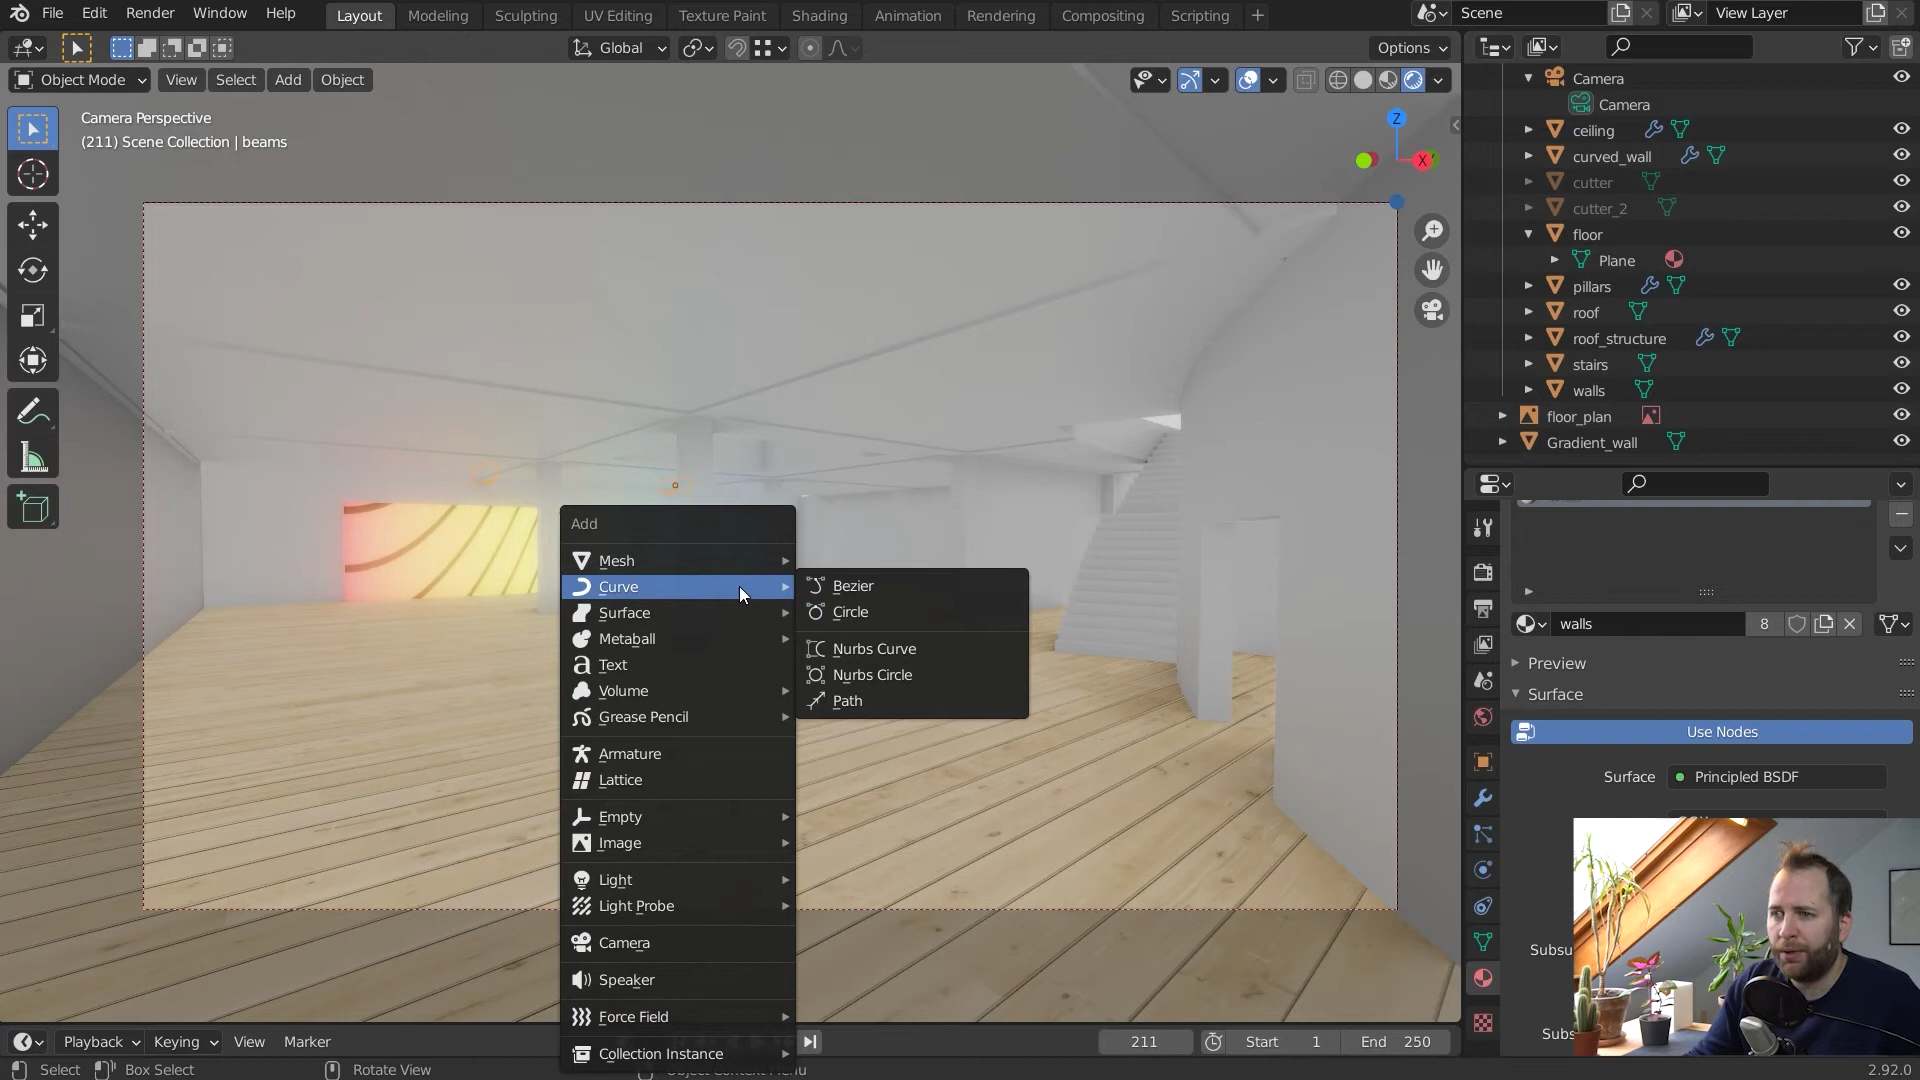 File Edit Render Window Help Layout Modeling Sculpting UV Editing Texture Paint Shading Animation Rendering Compositing Scripting + Scene View Layer
Global Options
Object Mode View Select Add Object
Camera Perspective
(211) Scene Collection | beams
Z
X
Camera
Camera
ceiling
curved_wall
cutter
cutter_2
floor
Plane
pillars
roof
roof_structure
stairs
walls
floor_plan
Gradient_wall
Add
Mesh
Curve
Surface
Metaball
Text
Volume
Grease Pencil
Armature
Lattice
Empty
Image
Light
Light Probe
Camera
Speaker
Force Field
Collection Instance
Bezier
Circle
Nurbs Curve
Nurbs Circle
Path
walls 8
Preview
Surface
Use Nodes
Surface Principled BSDF
Subsu
Subs
Playback Keying View Marker 211 Start 1 End 250
Select Box Select Rotate View Object Context Menu 2.92.0